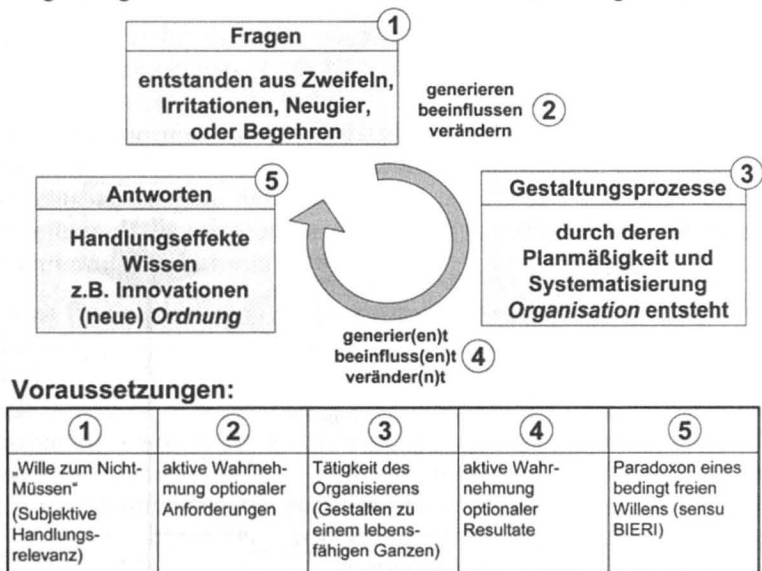 1
Fragen
entstanden aus Zweifeln,
Irritationen, Neugier,
oder Begehren
generieren
beeinflussen
verändern
2
3
Gestaltungsprozesse
durch deren
Planmäßigkeit und
Systematisierung
Organisation entsteht
generier(en)t
beeinfluss(en)t
veränder(n)t
4
5
Antworten
Handlungseffekte
Wissen
z.B. Innovationen
(neue) Ordnung
Voraussetzungen:
1
„Wille zum Nicht-
Müssen“
(Subjektive
Handlungs-
relevanz)
2
aktive Wahrneh-
mung optionaler
Anforderungen
3
Tätigkeit des
Organisierens
(Gestalten zu
einem lebens-
fähigen Ganzen)
4
aktive Wahr-
nehmung
optionaler
Resultate
5
Paradoxon eines
bedingt freien
Willens (sensu
BIERI)